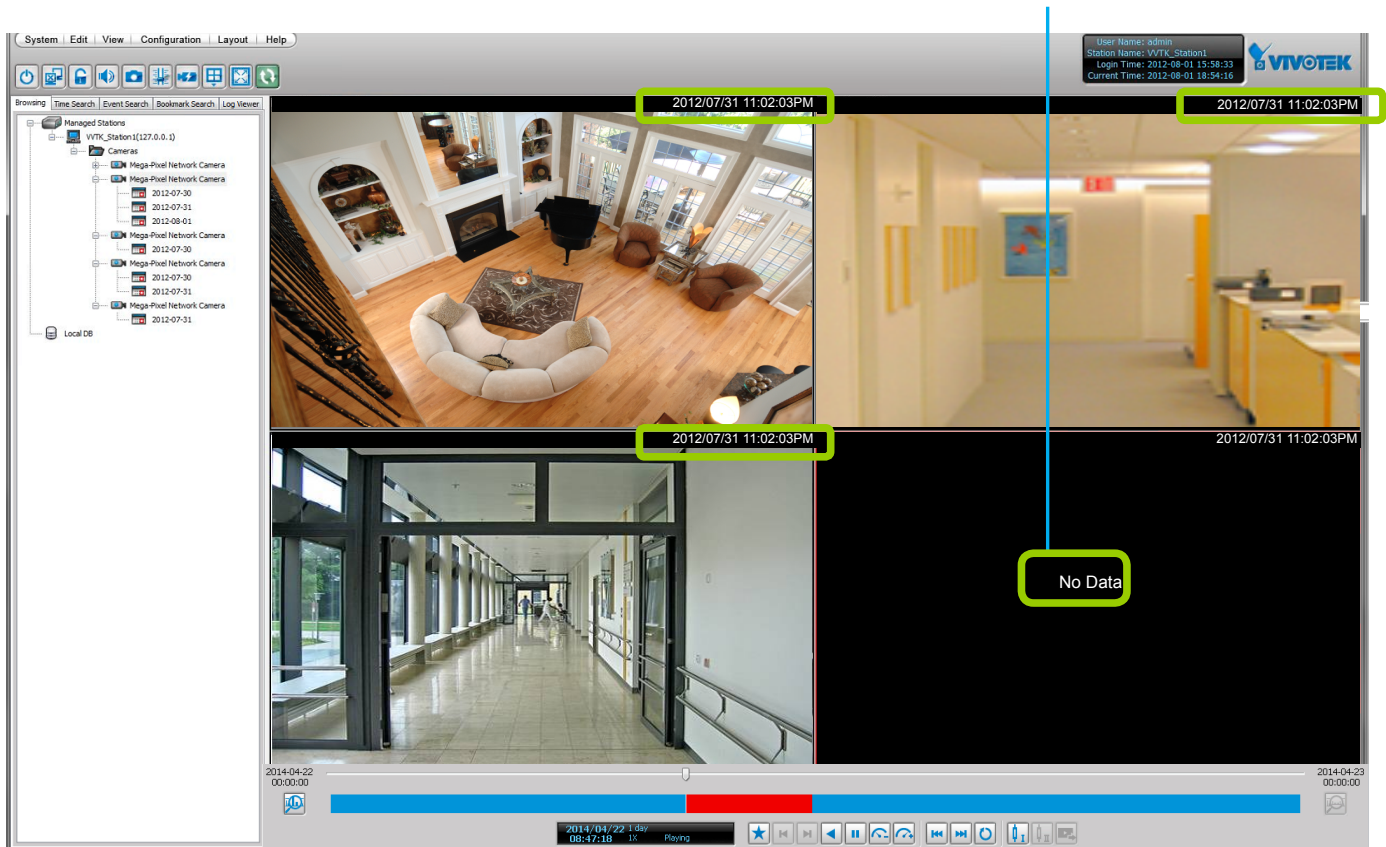 System Edit View Configuration Layout Help
User Name: admin
Station Name: VVTK_Station1
Login Time: 2012-08-01 15:58:33
Current Time: 2012-08-01 18:54:16
VIVOTEK
Browsing Time Search Event Search Bookmark Search Log Viewer
Managed Stations
VVTK_Station1(127.0.0.1)
Cameras
Mega-Pixel Network Camera
Mega-Pixel Network Camera
2012-07-30
2012-07-31
2012-08-01
Mega-Pixel Network Camera
2012-07-30
Mega-Pixel Network Camera
2012-07-30
2012-07-31
Mega-Pixel Network Camera
2012-07-31
Local DB
2012/07/31 11:02:03PM
2012/07/31 11:02:03PM
EXIT
2012/07/31 11:02:03PM
2012/07/31 11:02:03PM
No Data
2014-04-22
00:00:00
2014-04-23
00:00:00
2014/04/22 1 day
08:47:18 1X Playing